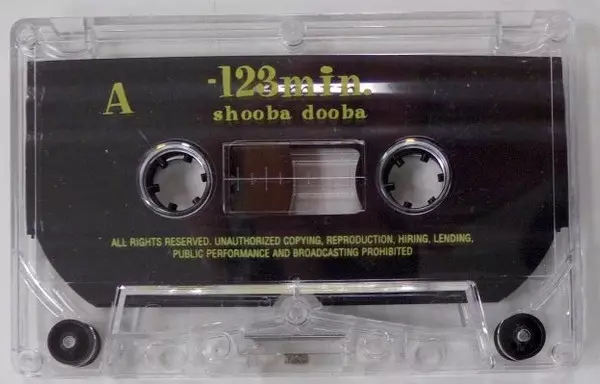 A
-123min.
shooba dooba
ALL RIGHTS RESERVED. UNAUTHORIZED COPYING, REPRODUCTION, HIRING, LENDING,
PUBLIC PERFORMANCE AND BROADCASTING PROHIBITED